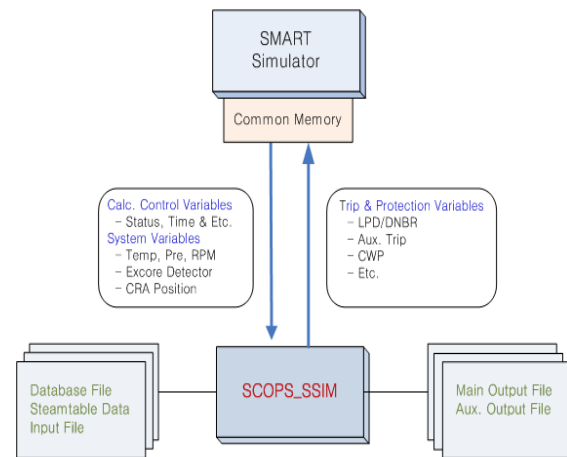 SMART
Simulator
Common Memory
Calc. Control Variables
– Status, Time & Etc.
System Variables
– Temp, Pre, RPM
– Excore Detector
– CRA Position
Trip & Protection Variables
– LPD/DNBR
– Aux. Trip
– CWP
– Etc.
Database File
Steamtable Data
Input File
SCOPS_SSIM
Main Output File
Aux. Output File